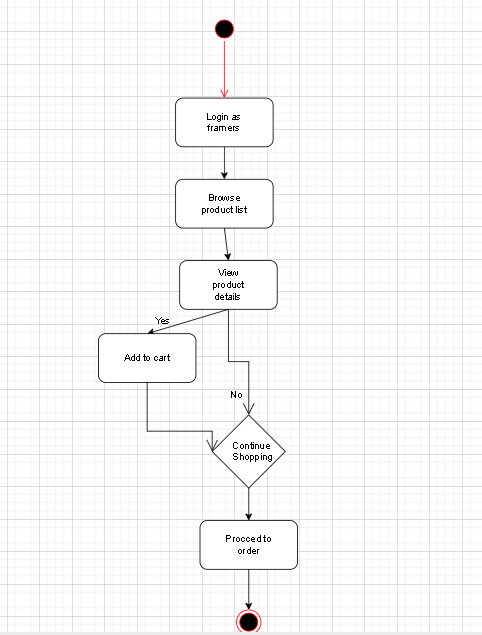 Login as
framers
Browse
product list
View
product
details
Yes
Add to cart
No
Continue
Shopping
Procced to
order